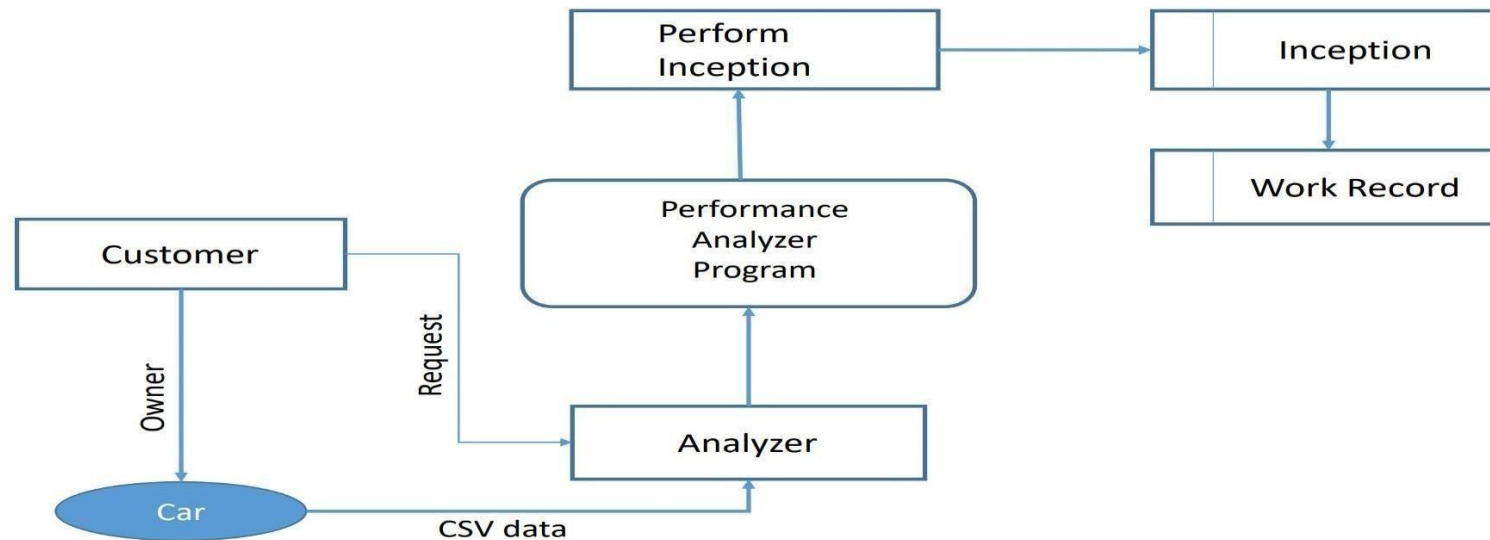 Perform
Inception
Inception
Work Record
Performance
Analyzer
Program
Customer
Owner
Request
Analyzer
Car
CSV data